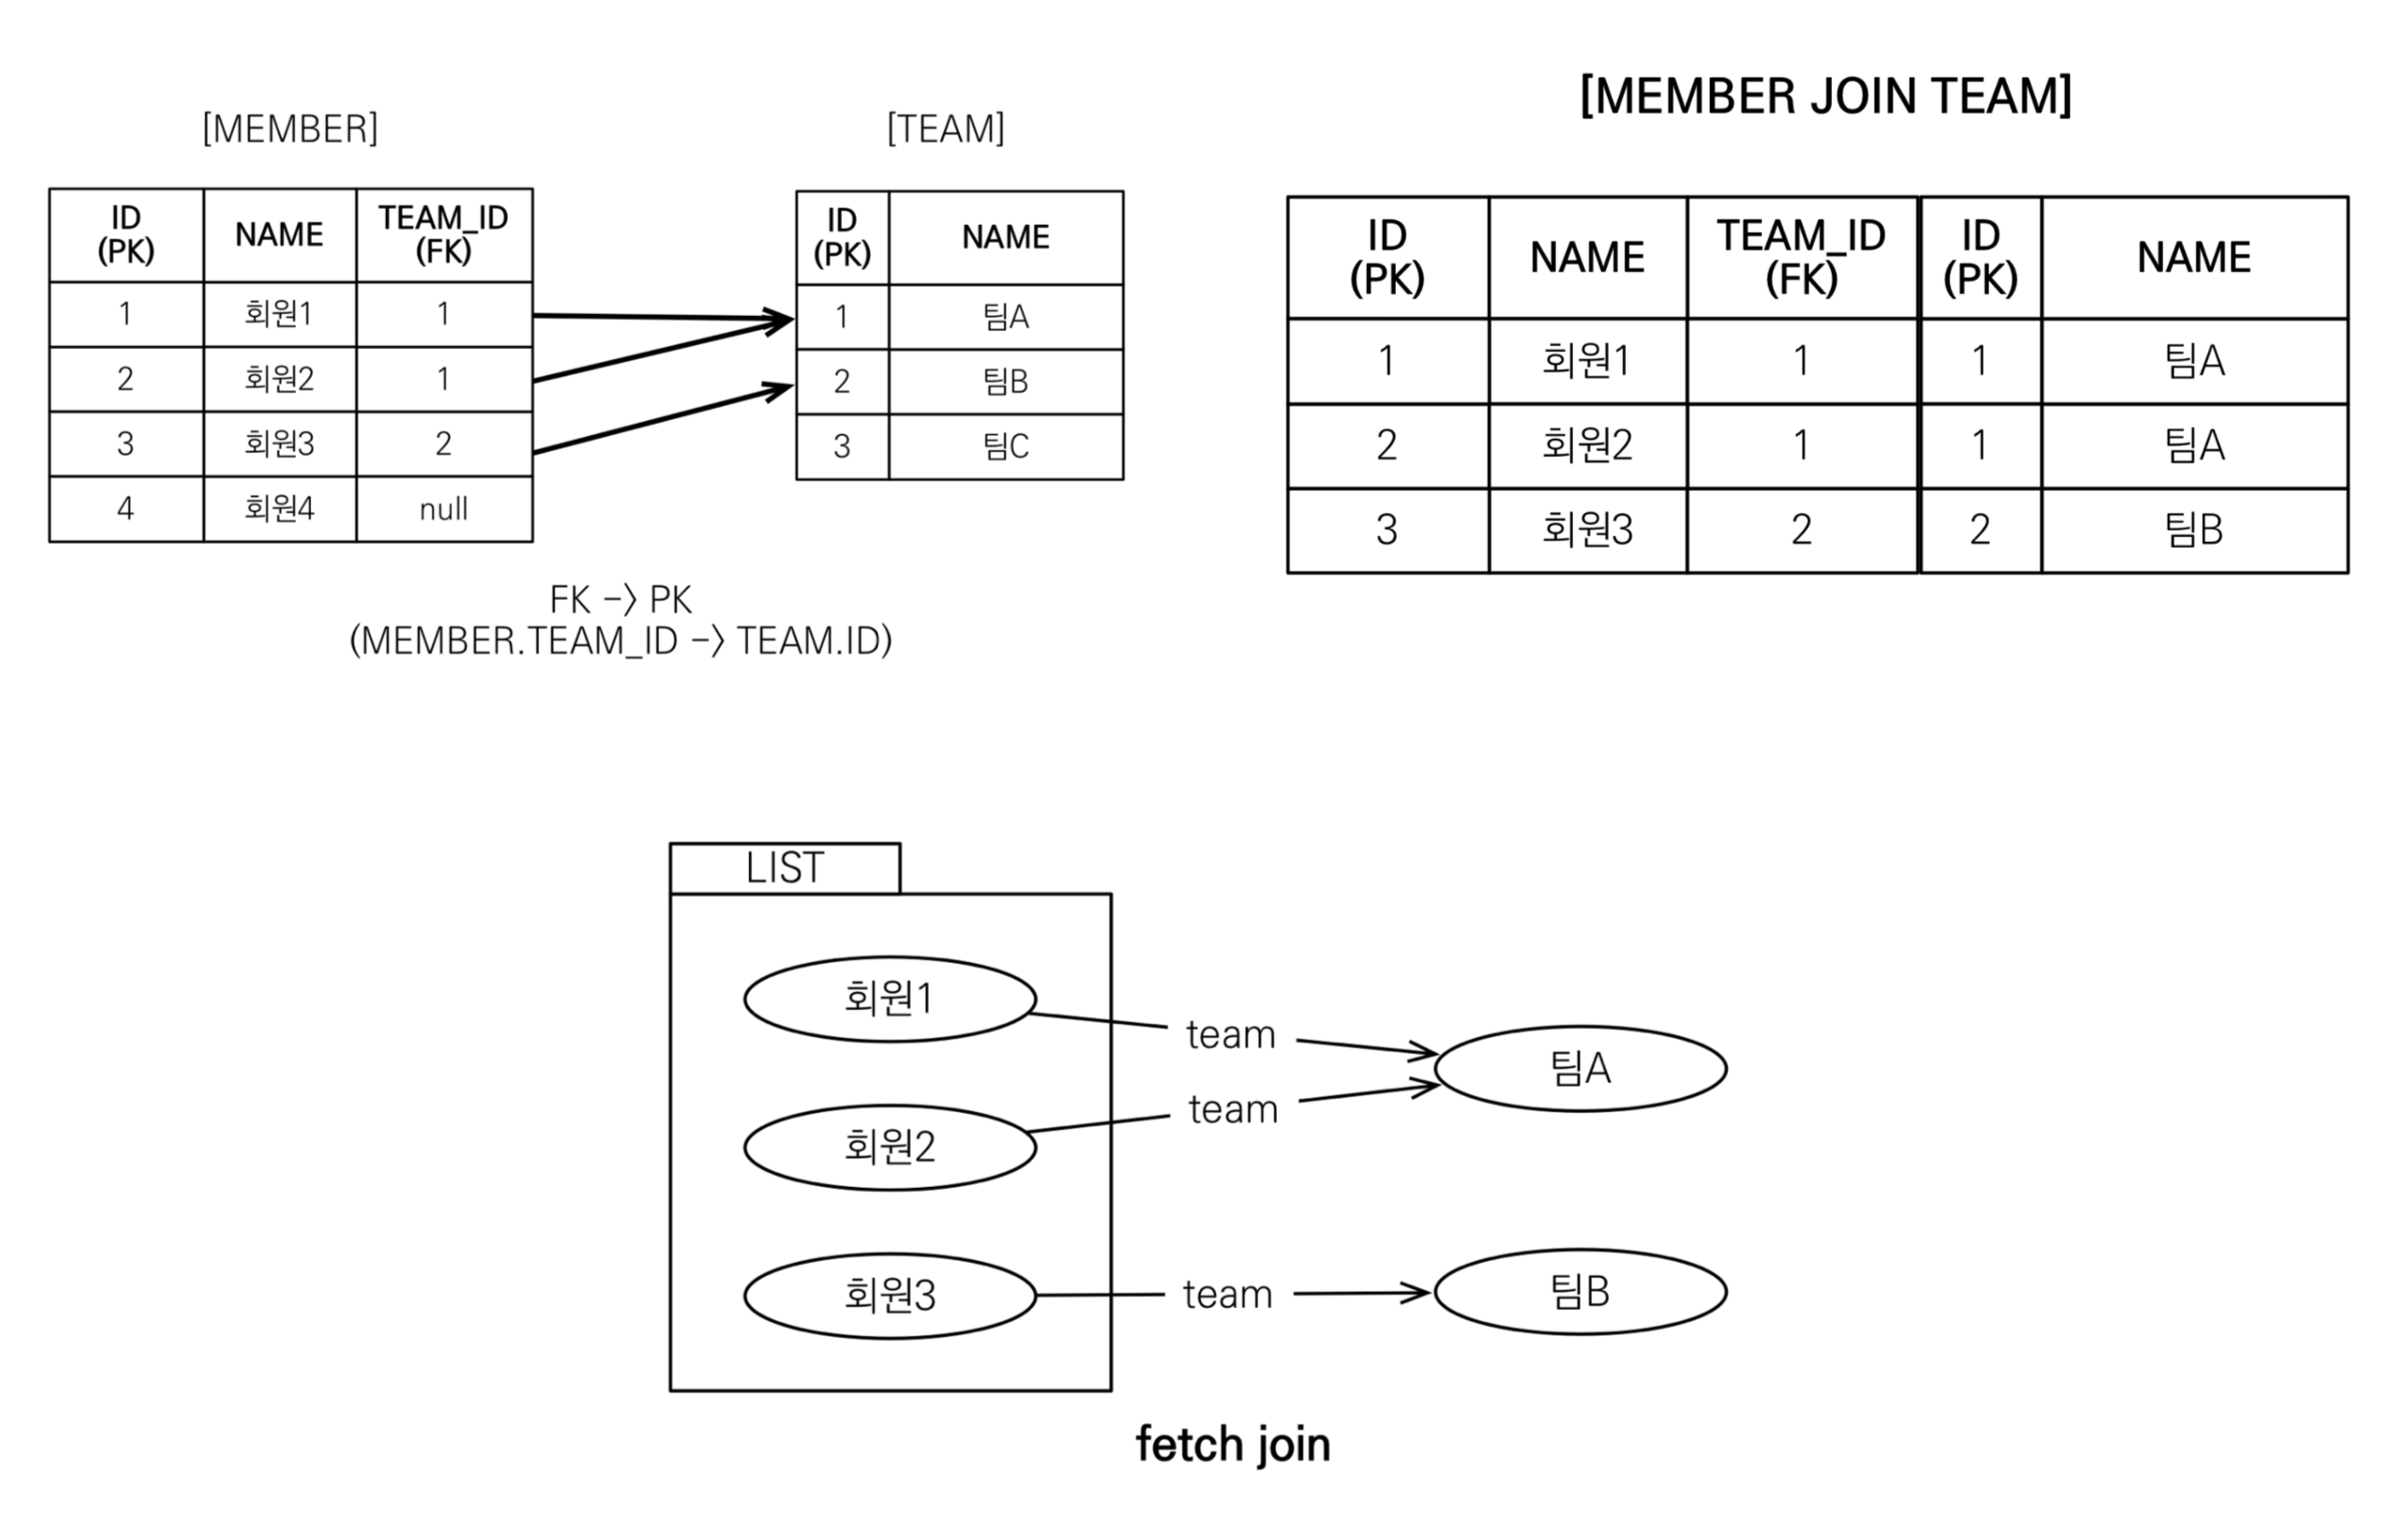 [MEMBER]
ID (PK) NAME TEAM_ID (FK)
1 회원1 1
2 회원2 1
3 회원3 2
4 회원4 null
[TEAM]
ID (PK) NAME
1 팀A
2 팀B
3 팀C
FK -> PK
(MEMBER.TEAM_ID -> TEAM.ID)
[MEMBER JOIN TEAM]
ID (PK) NAME TEAM_ID (FK) ID (PK) NAME
1 회원1 1 1 팀A
2 회원2 1 1 팀A
3 회원3 2 2 팀B
LIST
회원1
team
팀A
회원2
team
회원3
team
팀B
fetch join